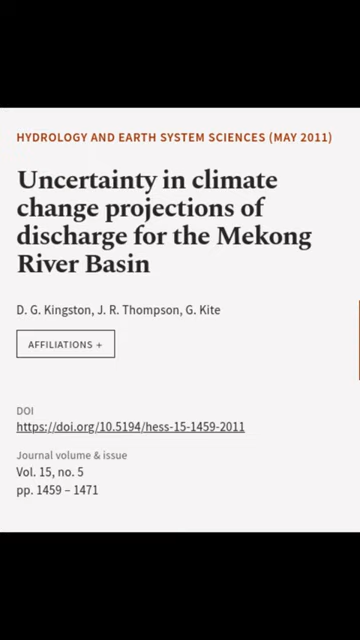 HYDROLOGY AND EARTH SYSTEM SCIENCES (MAY 2011)
Uncertainty in climate
change projections of
discharge for the Mekong
River Basin
D. G. Kingston, J. R. Thompson, G. Kite
AFFILIATIONS +
DOI
https://doi.org/10.5194/hess-15-1459-2011
Journal volume & issue
Vol. 15, no. 5
pp. 1459 – 1471